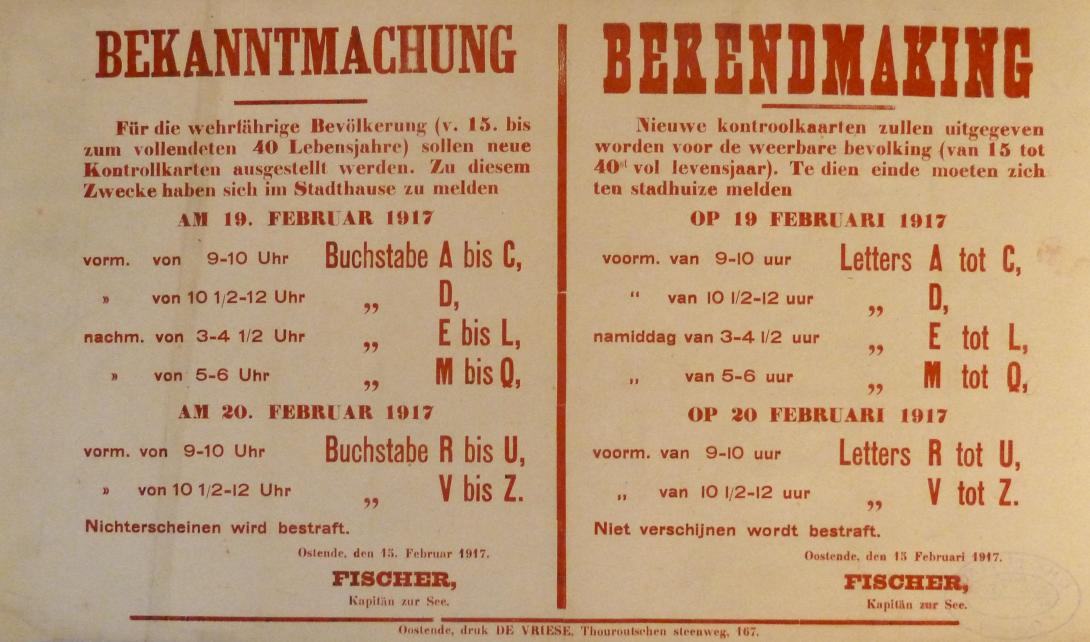 BEKANNTMACHUNG
Für die wehrfährige Bevölkerung (v. 15. bis
zum vollendeten 40 Lebensjahre) sollen neue
Kontrollkarten ausgestellt werden. Zu diesem
Zwecke haben sich im Stadthause zu melden
AM 19. FEBRUAR 1917
vorm. von 9-10 Uhr Buchstabe A bis C,
» von 10 1/2-12 Uhr „ D,
nachm. von 3-4 1/2 Uhr „ E bis L,
» von 5-6 Uhr „ M bis Q,
AM 20. FEBRUAR 1917
vorm. von 9-10 Uhr Buchstabe R bis U,
» von 10 1/2-12 Uhr „ V bis Z.
Nichterscheinen wird bestraft.
Ostende, den 15. Februar 1917.
FISCHER,
Kapitän zur See.
BEKENDMAKING
Nieuwe kontroolkaarten zullen uitgegeven
worden voor de weerbare bevolking (van 15 tot
40st vol levensjaar). Te dien einde moeten zich
ten stadhuize melden
OP 19 FEBRUARI 1917
voorm. van 9-10 uur Letters A tot C,
“ van 10 1/2-12 uur „ D,
namiddag van 3-4 1/2 uur „ E tot L,
„ van 5-6 uur „ M tot Q,
OP 20 FEBRUARI 1917
voorm. van 9-10 uur Letters R tot U,
„ van 10 1/2-12 uur „ V tot Z.
Niet verschijnen wordt bestraft.
Oostende, den 15 Februari 1917.
FISCHER,
Kapitän zur See.
Oostende, druk DE VRIESE, Thouroutschen steenweg, 167.